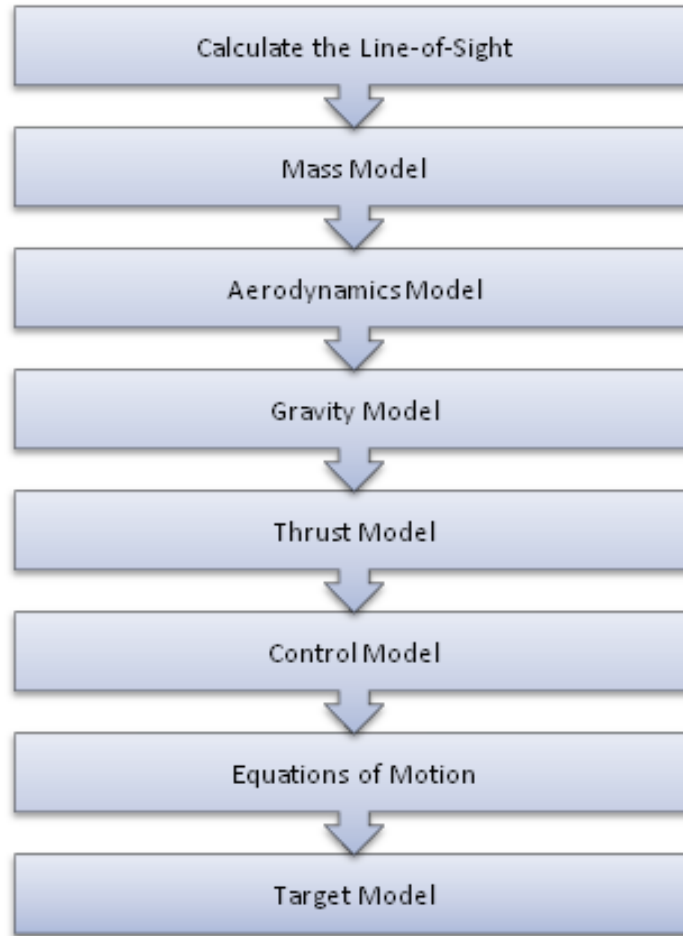 Calculate the Line-of-Sight
Mass Model
Aerodynamics Model
Gravity Model
Thrust Model
Control Model
Equations of Motion
Target Model